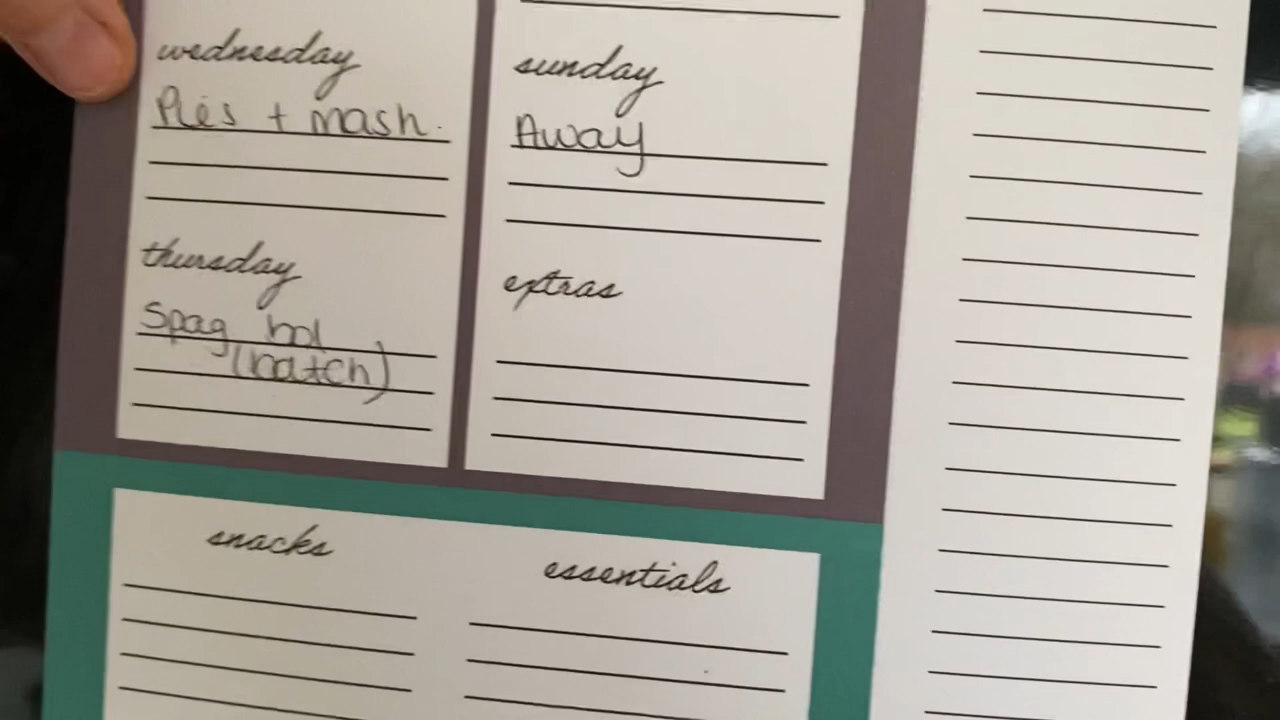 wednesday
Pies + mash.
thursday
Spag bol
(batch)
sunday
Away
extras
snacks
essentials